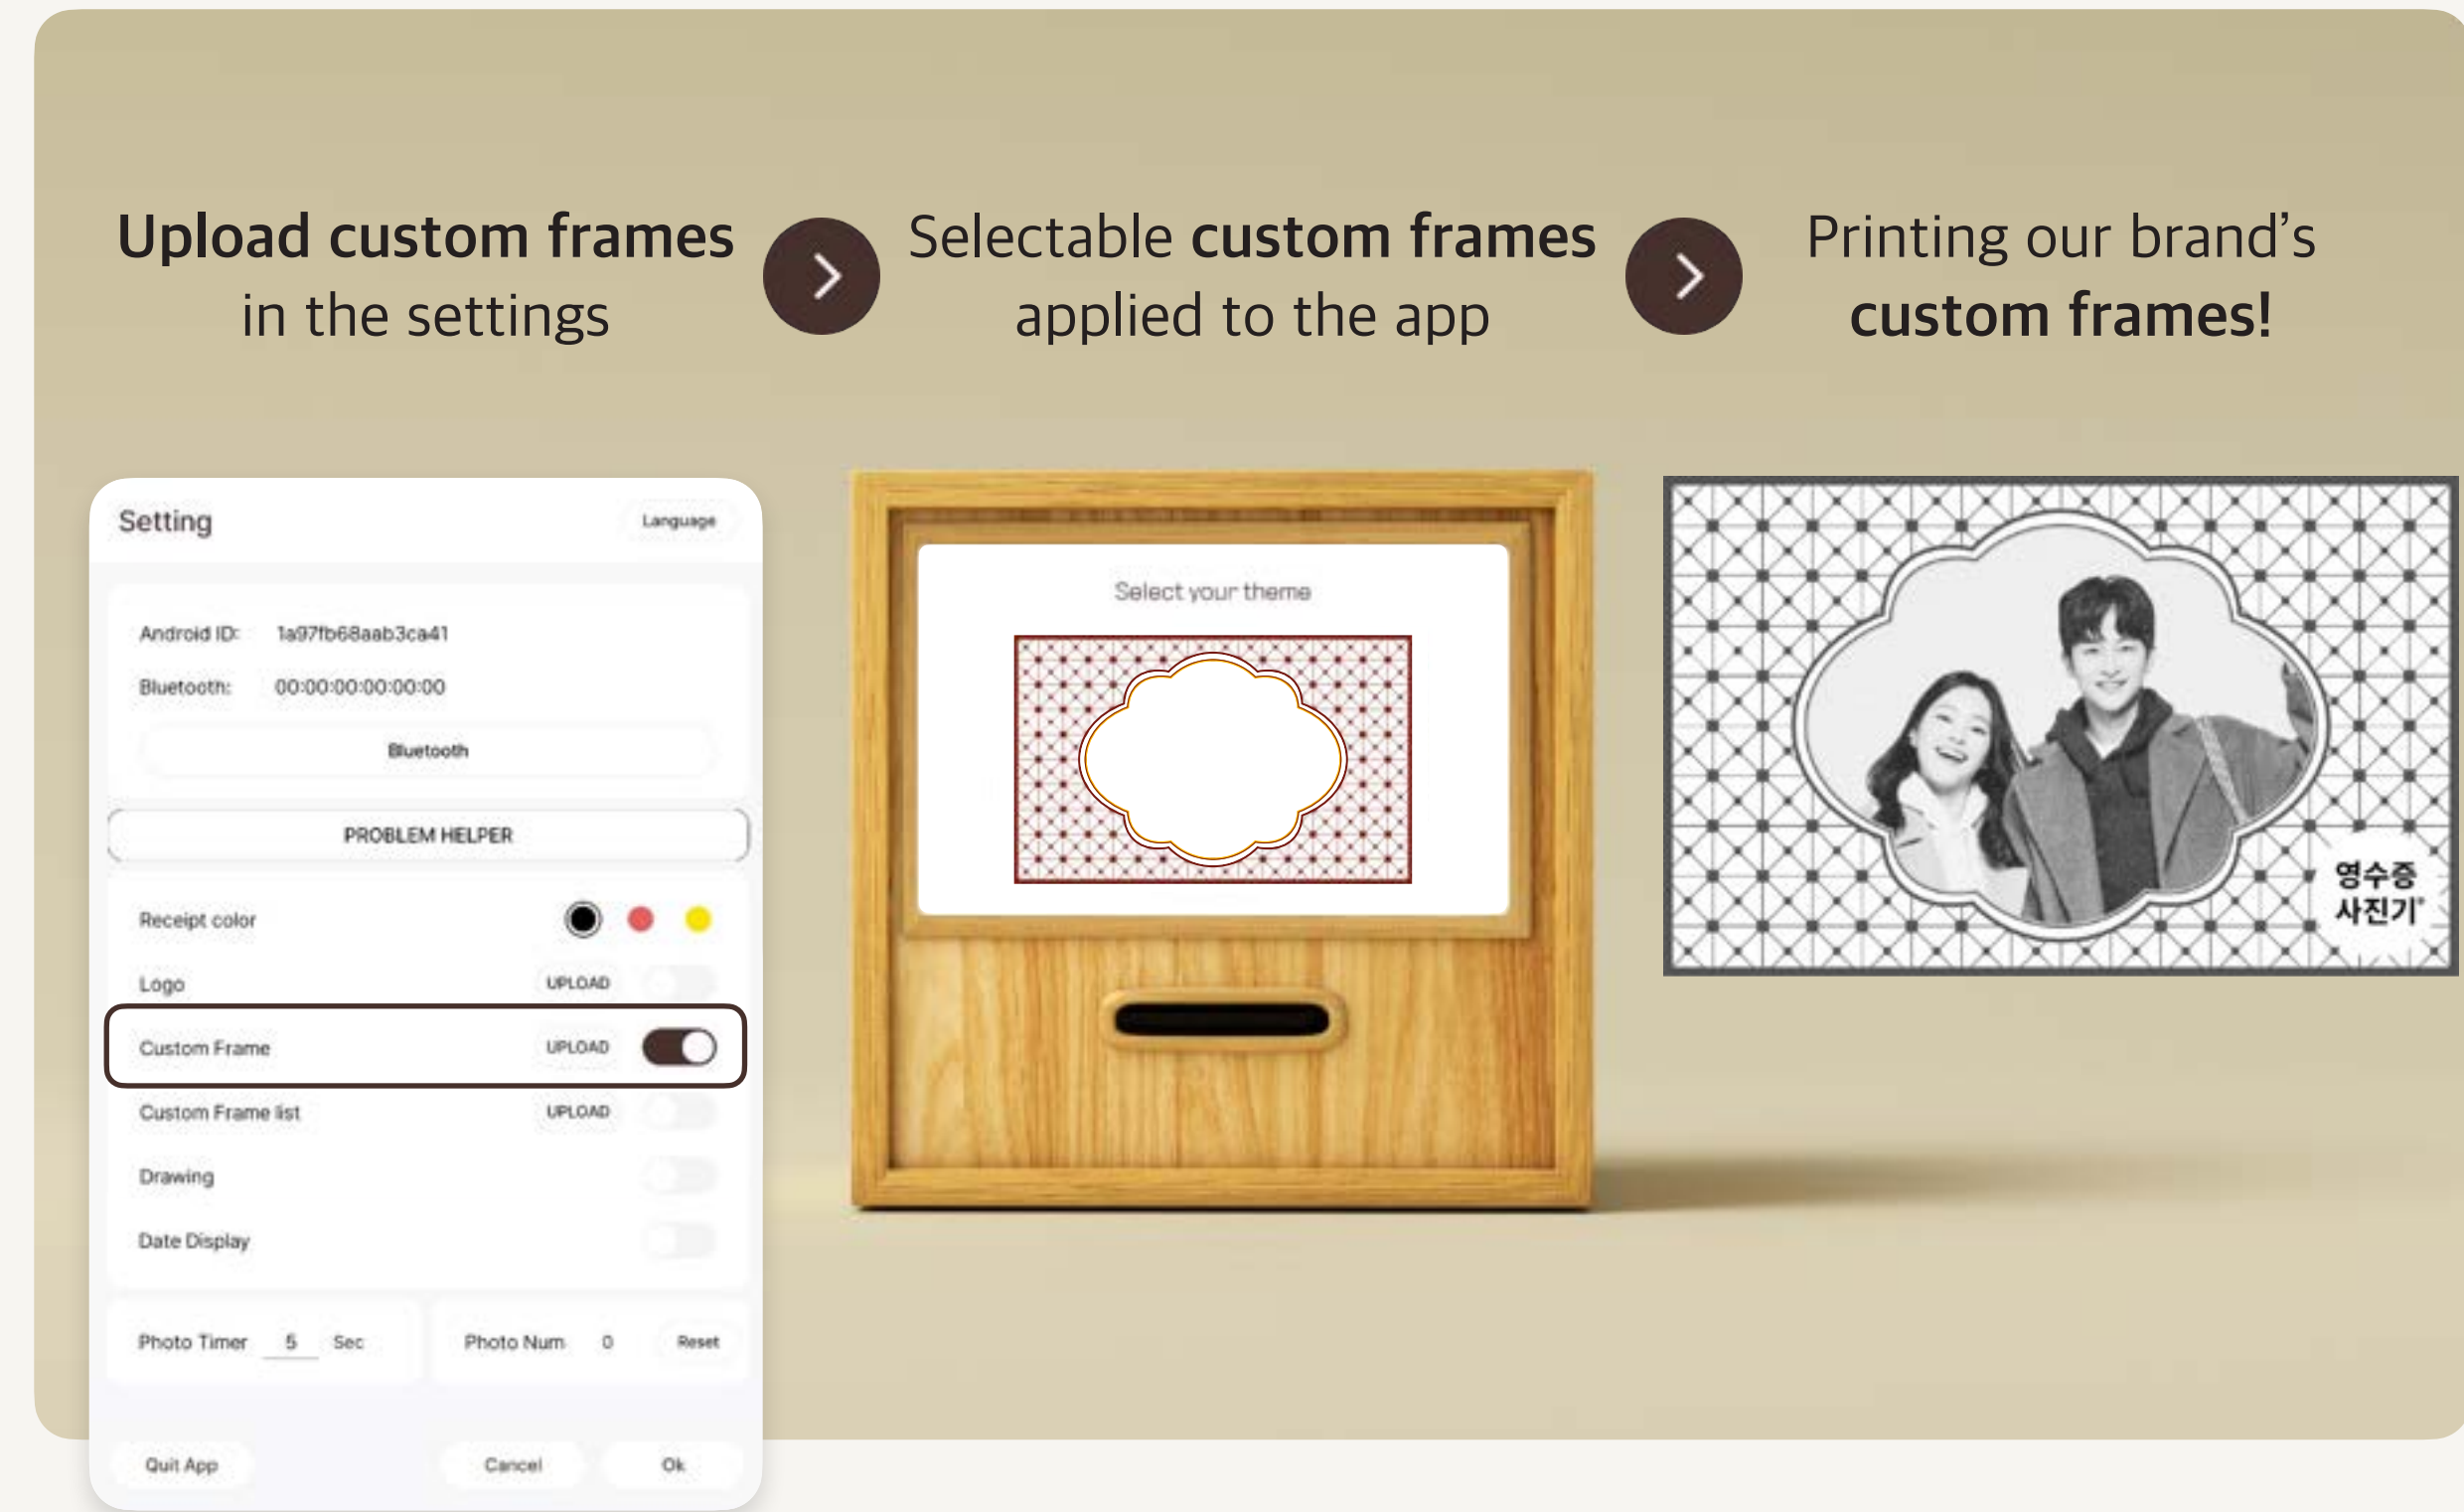 Upload custom frames
in the settings
Selectable custom frames
applied to the app
Printing our brand’s
custom frames!
Setting
Language
Android ID: 1a97fb68aab3ca41
Bluetooth: 00:00:00:00:00:00
Bluetooth
PROBLEM HELPER
Receipt color
Logo UPLOAD
Custom Frame UPLOAD
Custom Frame list UPLOAD
Drawing
Date Display
Photo Timer 5 Sec
Photo Num 0 Reset
Quit App
Cancel
Ok
Select your theme
영수증
사진기